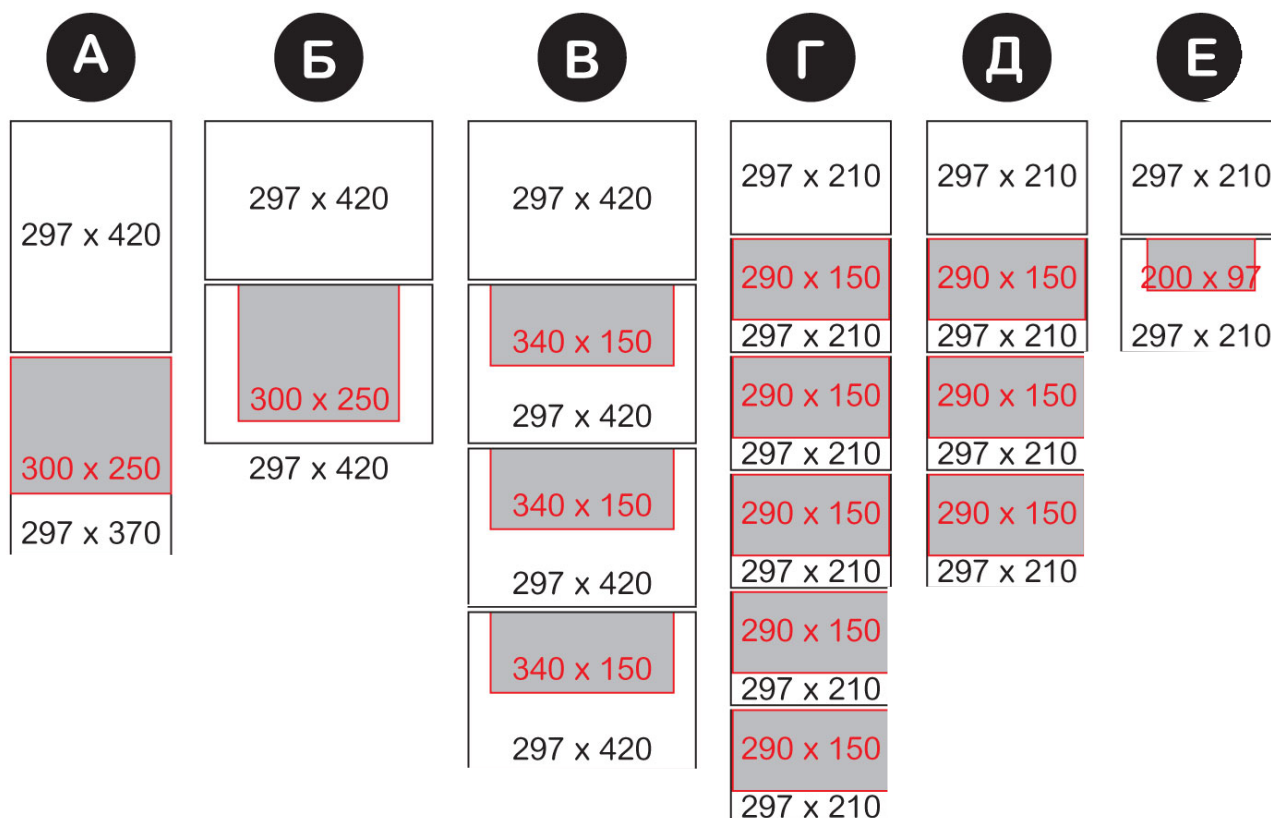 А
Б
В
Г
Д
Е
297 x 420
300 x 250
297 x 370
297 x 420
300 x 250
297 x 420
297 x 420
340 x 150
297 x 420
340 x 150
297 x 420
340 x 150
297 x 420
297 x 210
290 x 150
297 x 210
290 x 150
297 x 210
290 x 150
297 x 210
290 x 150
297 x 210
290 x 150
297 x 210
297 x 210
290 x 150
297 x 210
290 x 150
297 x 210
290 x 150
297 x 210
297 x 210
200 x 97
297 x 210